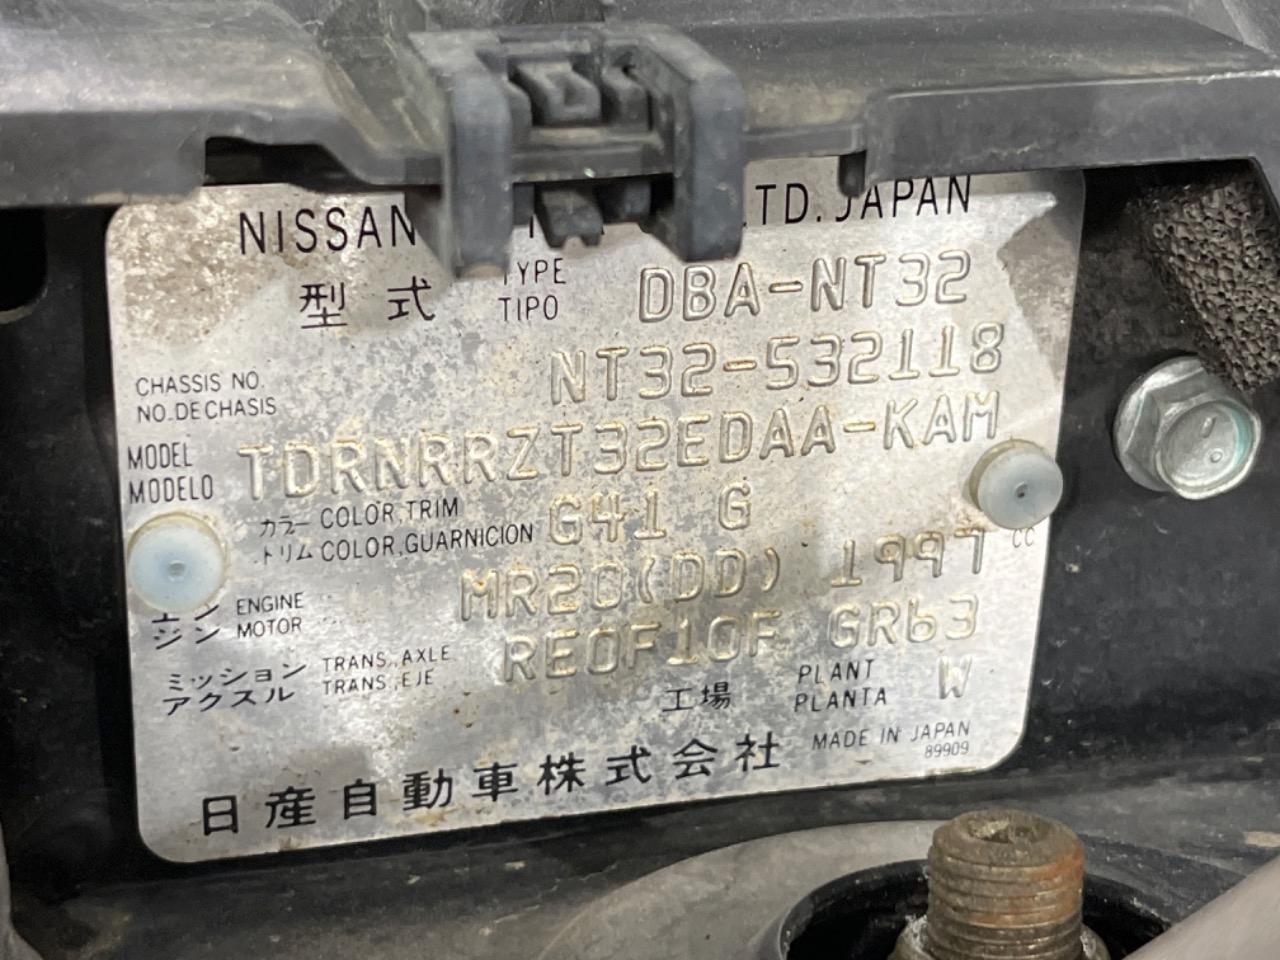 NISSAN LTD. JAPAN
型式 TYPE TIPO DBA-NT32
CHASSIS NO. NO. DE CHASIS NT32-532118
MODEL MODELO TDRNRRZT32EDAA-KAM
カラー COLOR, TRIM
トリム COLOR, GUARNICION G41 G
エンジン ENGINE MOTOR MR20(DD) 1997 CC
ミッション TRANS., AXLE RE0F10F GR63
アクスル TRANS., EJE
工場 PLANT PLANTA W
日産自動車株式会社 MADE IN JAPAN
89909